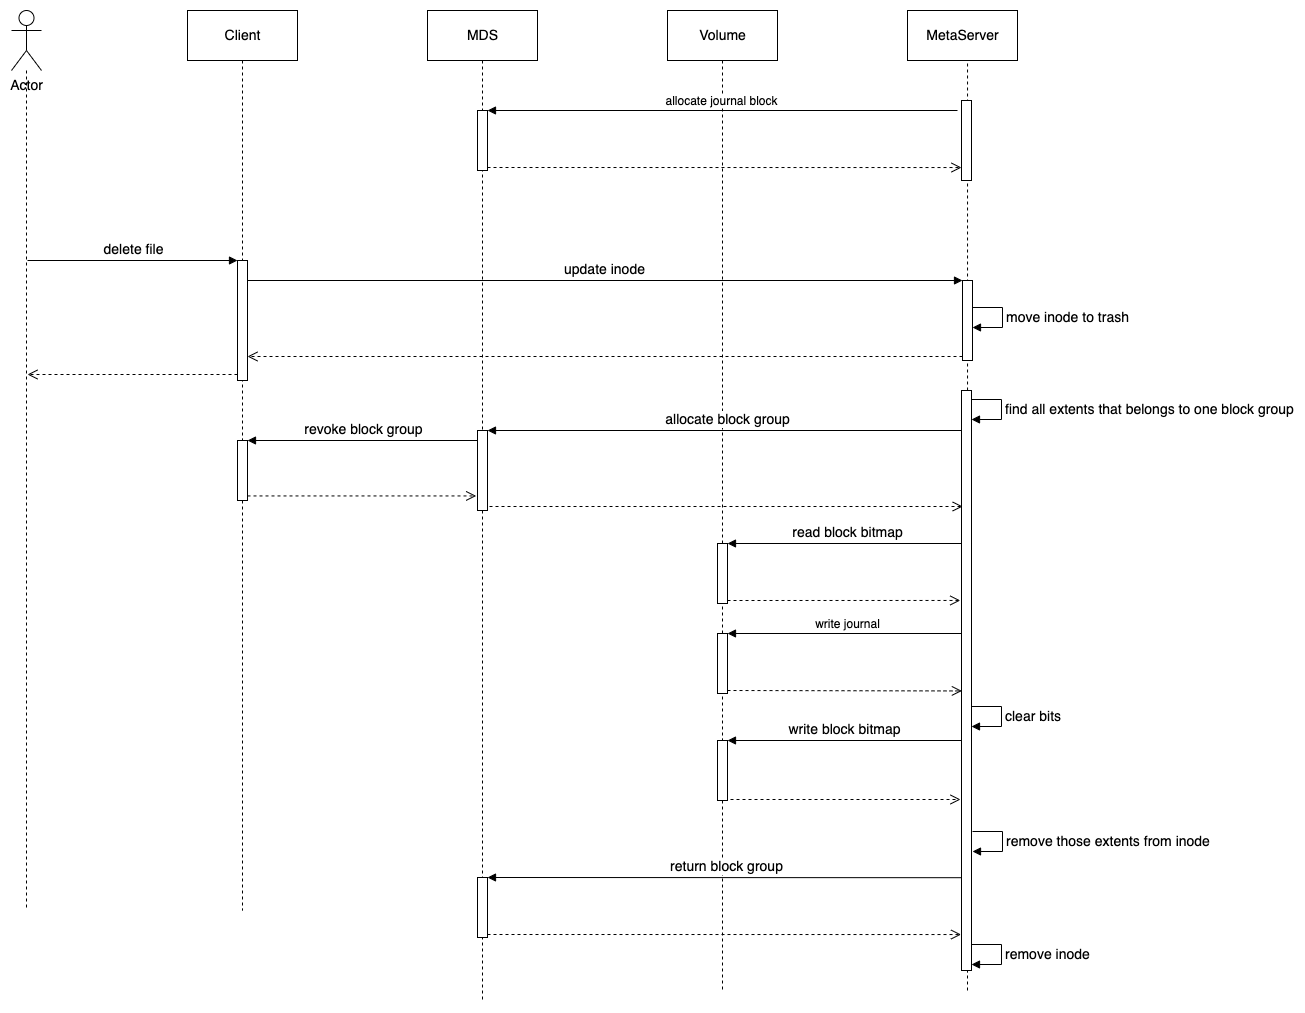 Client
MDS
Volume
MetaServer
Actor
allocate journal block
delete file
update inode
move inode to trash
find all extents that belongs to one block group
allocate block group
revoke block group
read block bitmap
write journal
clear bits
write block bitmap
remove those extents from inode
return block group
remove inode